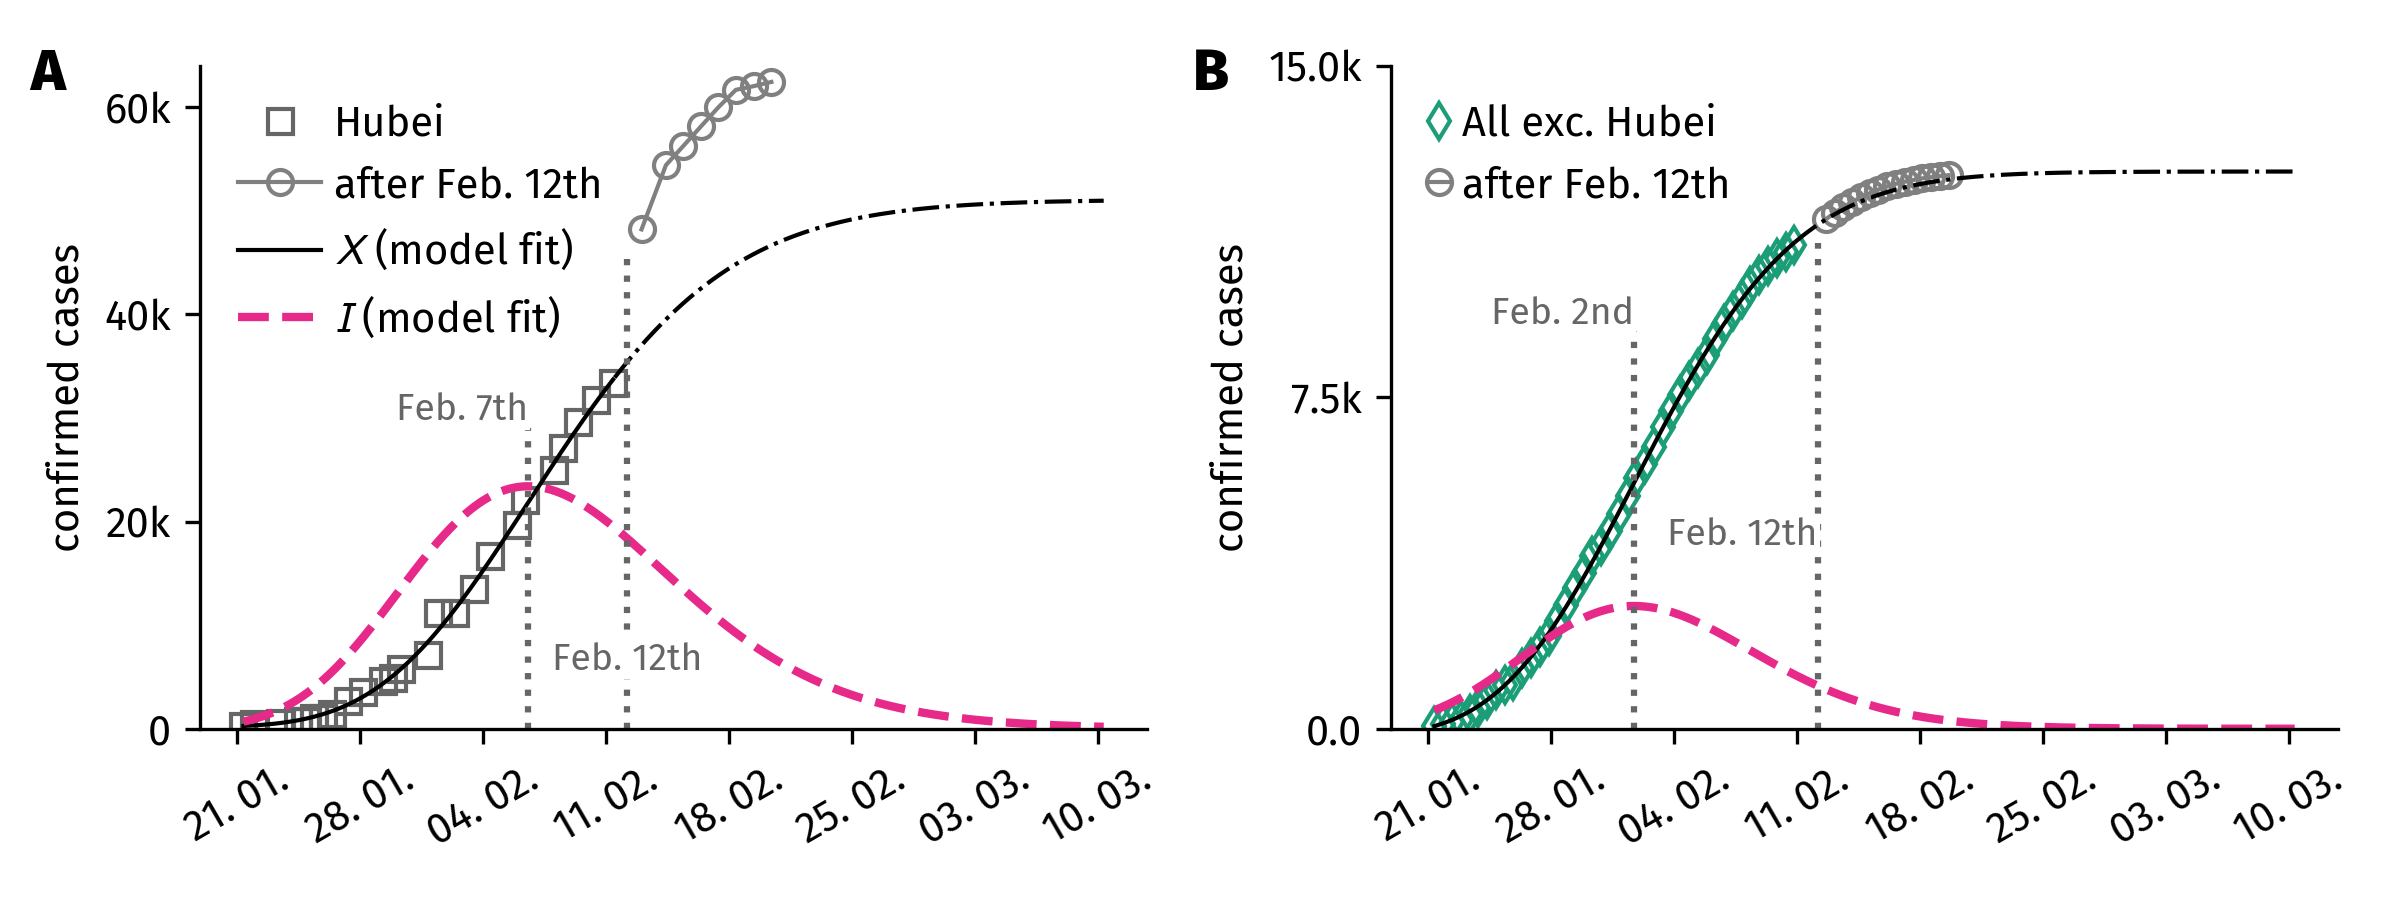 A
confirmed cases
60k
40k
20k
0
Hubei
after Feb. 12th
X (model fit)
I (model fit)
Feb. 7th
Feb. 12th
21. 01.
28. 01.
04. 02.
11. 02.
18. 02.
25. 02.
03. 03.
10. 03.
B
confirmed cases
15.0k
7.5k
0.0
All exc. Hubei
after Feb. 12th
Feb. 2nd
Feb. 12th
21. 01.
28. 01.
04. 02.
11. 02.
18. 02.
25. 02.
03. 03.
10. 03.